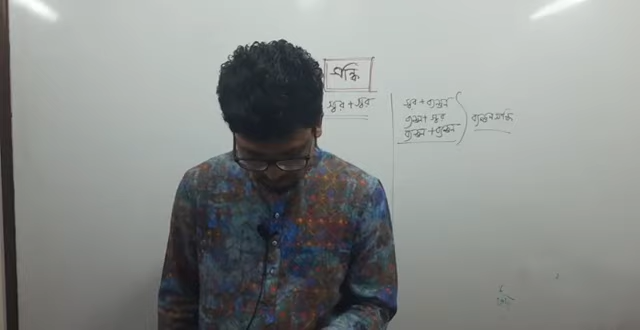 সন্ধি
স্বর + স্বর
স্বর + ব্যঞ্জন
ব্যঞ্জন + স্বর
ব্যঞ্জন + ব্যঞ্জন
ব্যঞ্জনসন্ধি